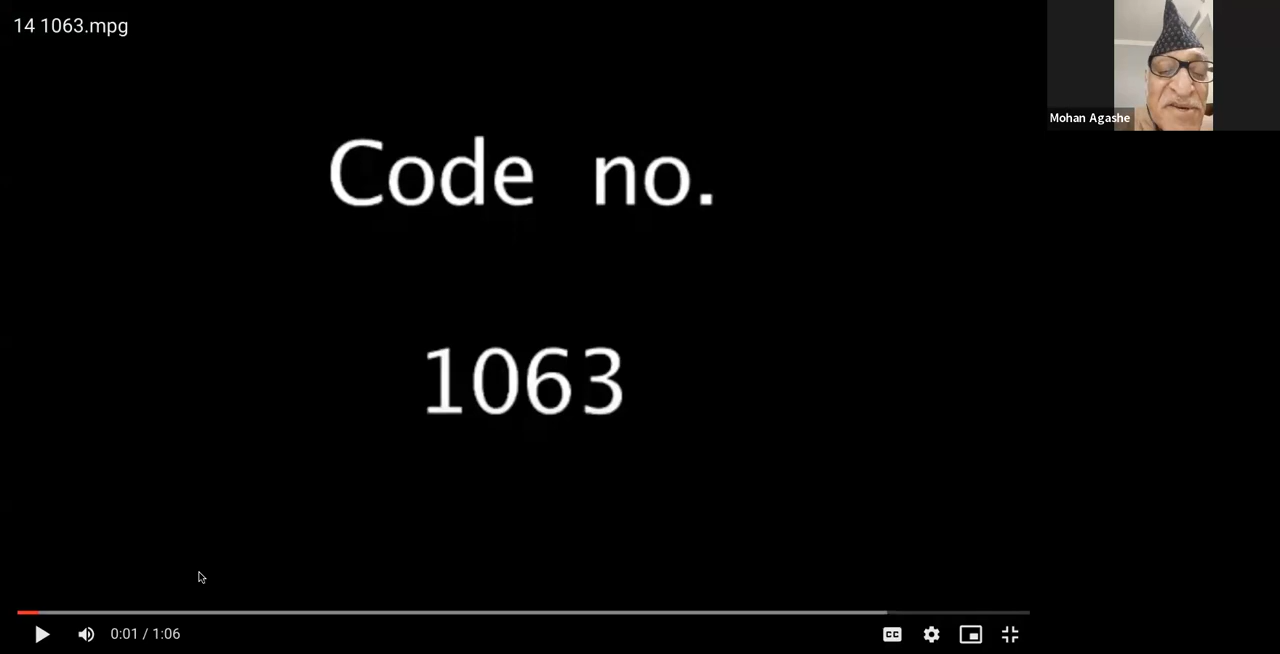 14 1063.mpg
Mohan Agashe
Code no.
1063
0:01 / 1:06
CC